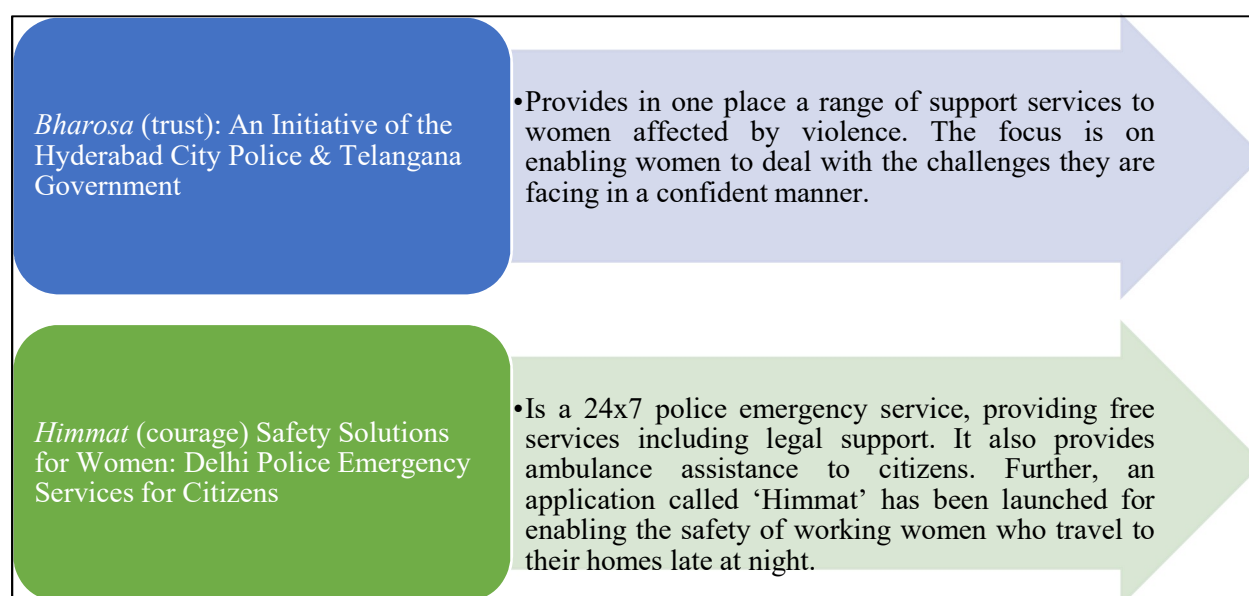 Bharosa (trust): An Initiative of the
Hyderabad City Police & Telangana
Government
•Provides in one place a range of support services to
women affected by violence. The focus is on
enabling women to deal with the challenges they are
facing in a confident manner.
Himmat (courage) Safety Solutions
for Women: Delhi Police Emergency
Services for Citizens
•Is a 24x7 police emergency service, providing free
services including legal support. It also provides
ambulance assistance to citizens. Further, an
application called ‘Himmat’ has been launched for
enabling the safety of working women who travel to
their homes late at night.